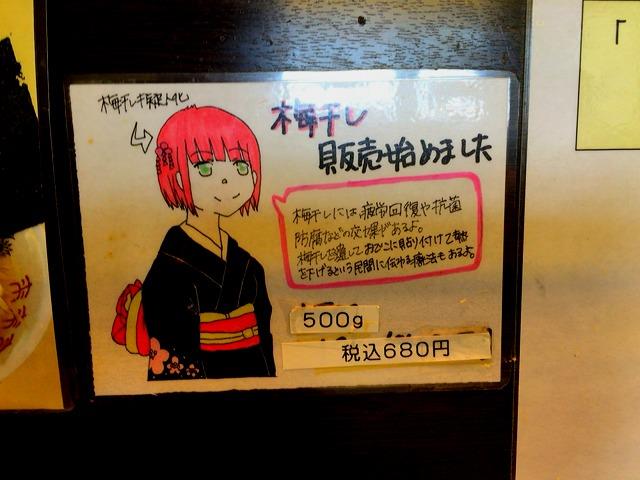 梅干し擬人化
梅干し
販売始めました
梅干しには疲労回復や抗菌
防腐などの効果があるよ。
梅干しを潰しておでこに貼り付けて熱
を下げるという民間に伝わる療法もあるよ。
500g
税込680円
「